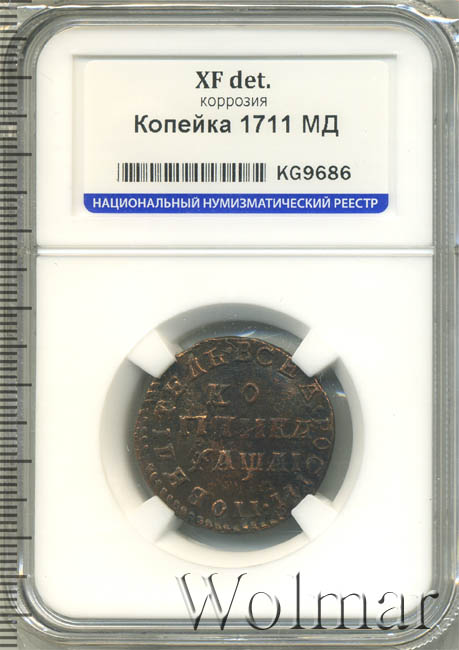 XF det.
коррозия
Копейка 1711 МД
KG9686
НАЦИОНАЛЬНЫЙ НУМИЗМАТИЧЕСКИЙ РЕЕСТР
КО
ПЕИКА
Wolmar